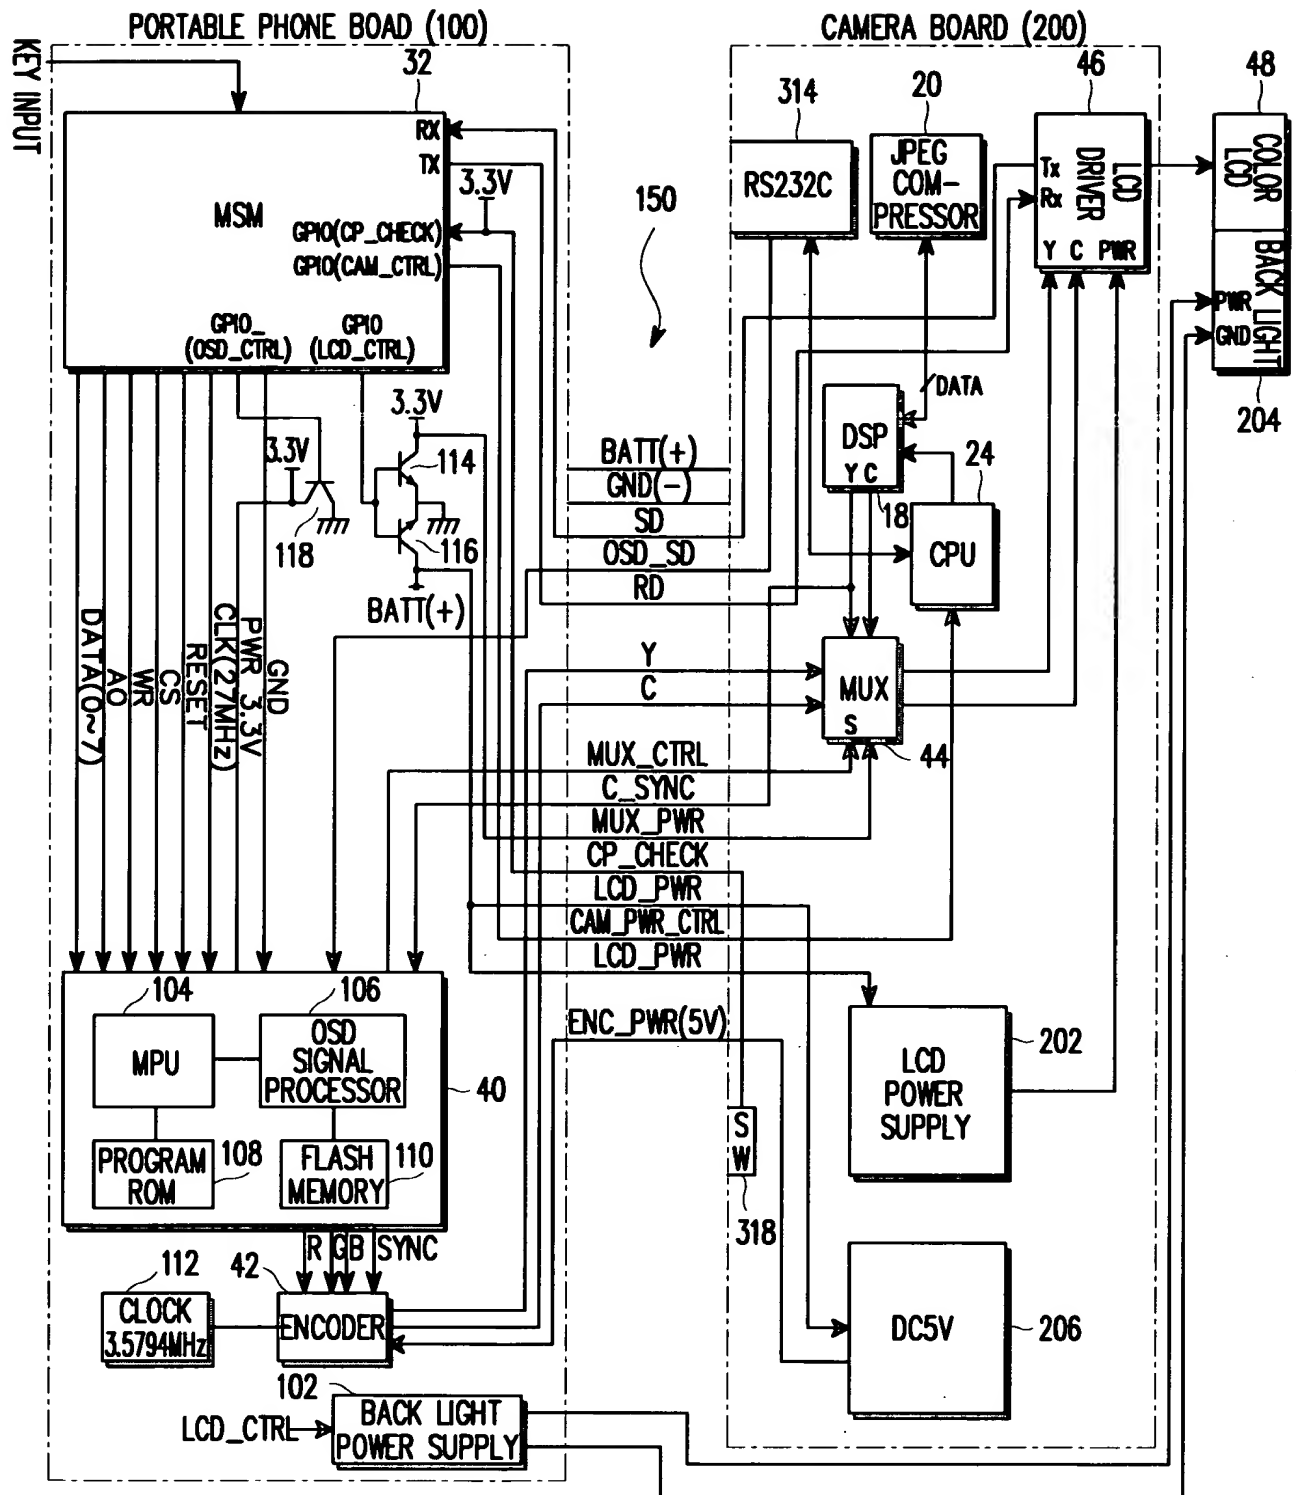 PORTABLE PHONE BOAD (100)
CAMERA BOARD (200)
KEY INPUT
32
MSM
RX
TX
3.3V
GPIO(CP_CHECK)
GPIO(CAM_CTRL)
GPIO_
(OSD_CTRL)
GPIO
(LCD_CTRL)
150
314
RS232C
20
JPEG
COM-
PRESSOR
46
LCD
DRIVER
Tx
Rx
Y C PWR
48
COLOR
LCD
BACK LIGHT
PWR
GND
204
3.3V
114
116
BATT(+)
3.3V
118
DATA(0~7)
A0
WR
CS
RESET
CLK(27MHz)
PWR 3.3V
GND
BATT(+)
GND(-)
SD
OSD_SD
RD
Y
C
MUX_CTRL
C_SYNC
MUX_PWR
CP_CHECK
LCD_PWR
CAM_PWR_CTRL
LCD_PWR
ENC_PWR(5V)
DATA
DSP
Y C
18
24
CPU
MUX
S
44
104
MPU
106
OSD
SIGNAL
PROCESSOR
40
PROGRAM
ROM
108
FLASH
MEMORY
110
R G B SYNC
112
CLOCK
3.5794MHz
42
ENCODER
102
LCD_CTRL
BACK LIGHT
POWER SUPPLY
S
W
318
LCD
POWER
SUPPLY
202
DC5V
206